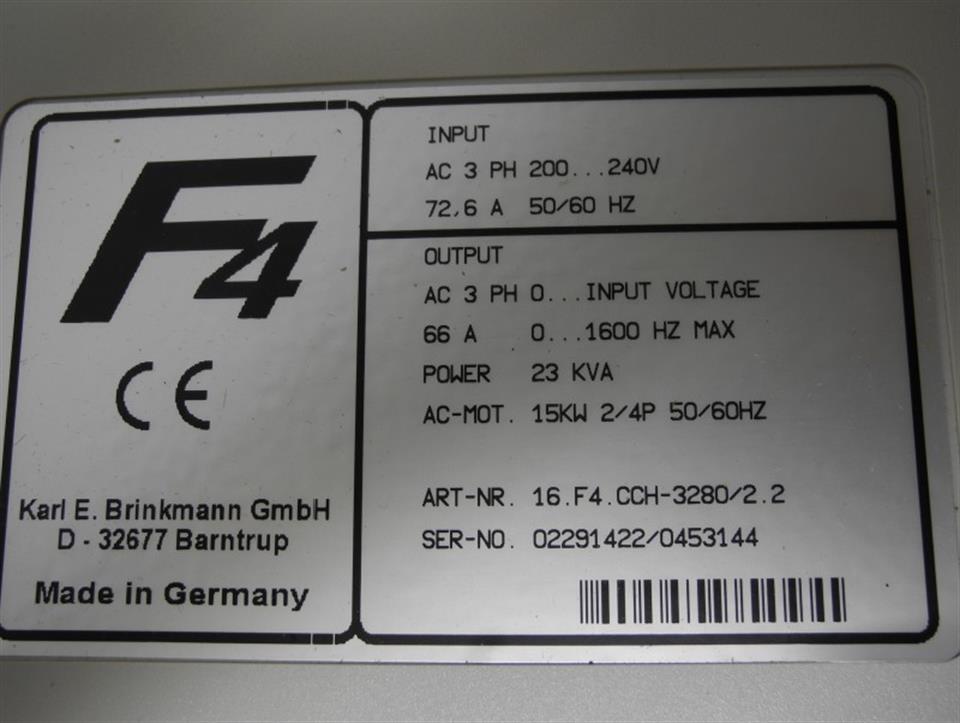 F4
CE
Karl E. Brinkmann GmbH
D - 32677 Barntrup
Made in Germany
INPUT
AC 3 PH 200...240V
72,6 A 50/60 HZ
OUTPUT
AC 3 PH 0...INPUT VOLTAGE
66 A 0...1600 HZ MAX
POWER 23 KVA
AC-MOT. 15KW 2/4P 50/60HZ
ART-NR. 16.F4.CCH-3280/2.2
SER-NO. 02291422/0453144